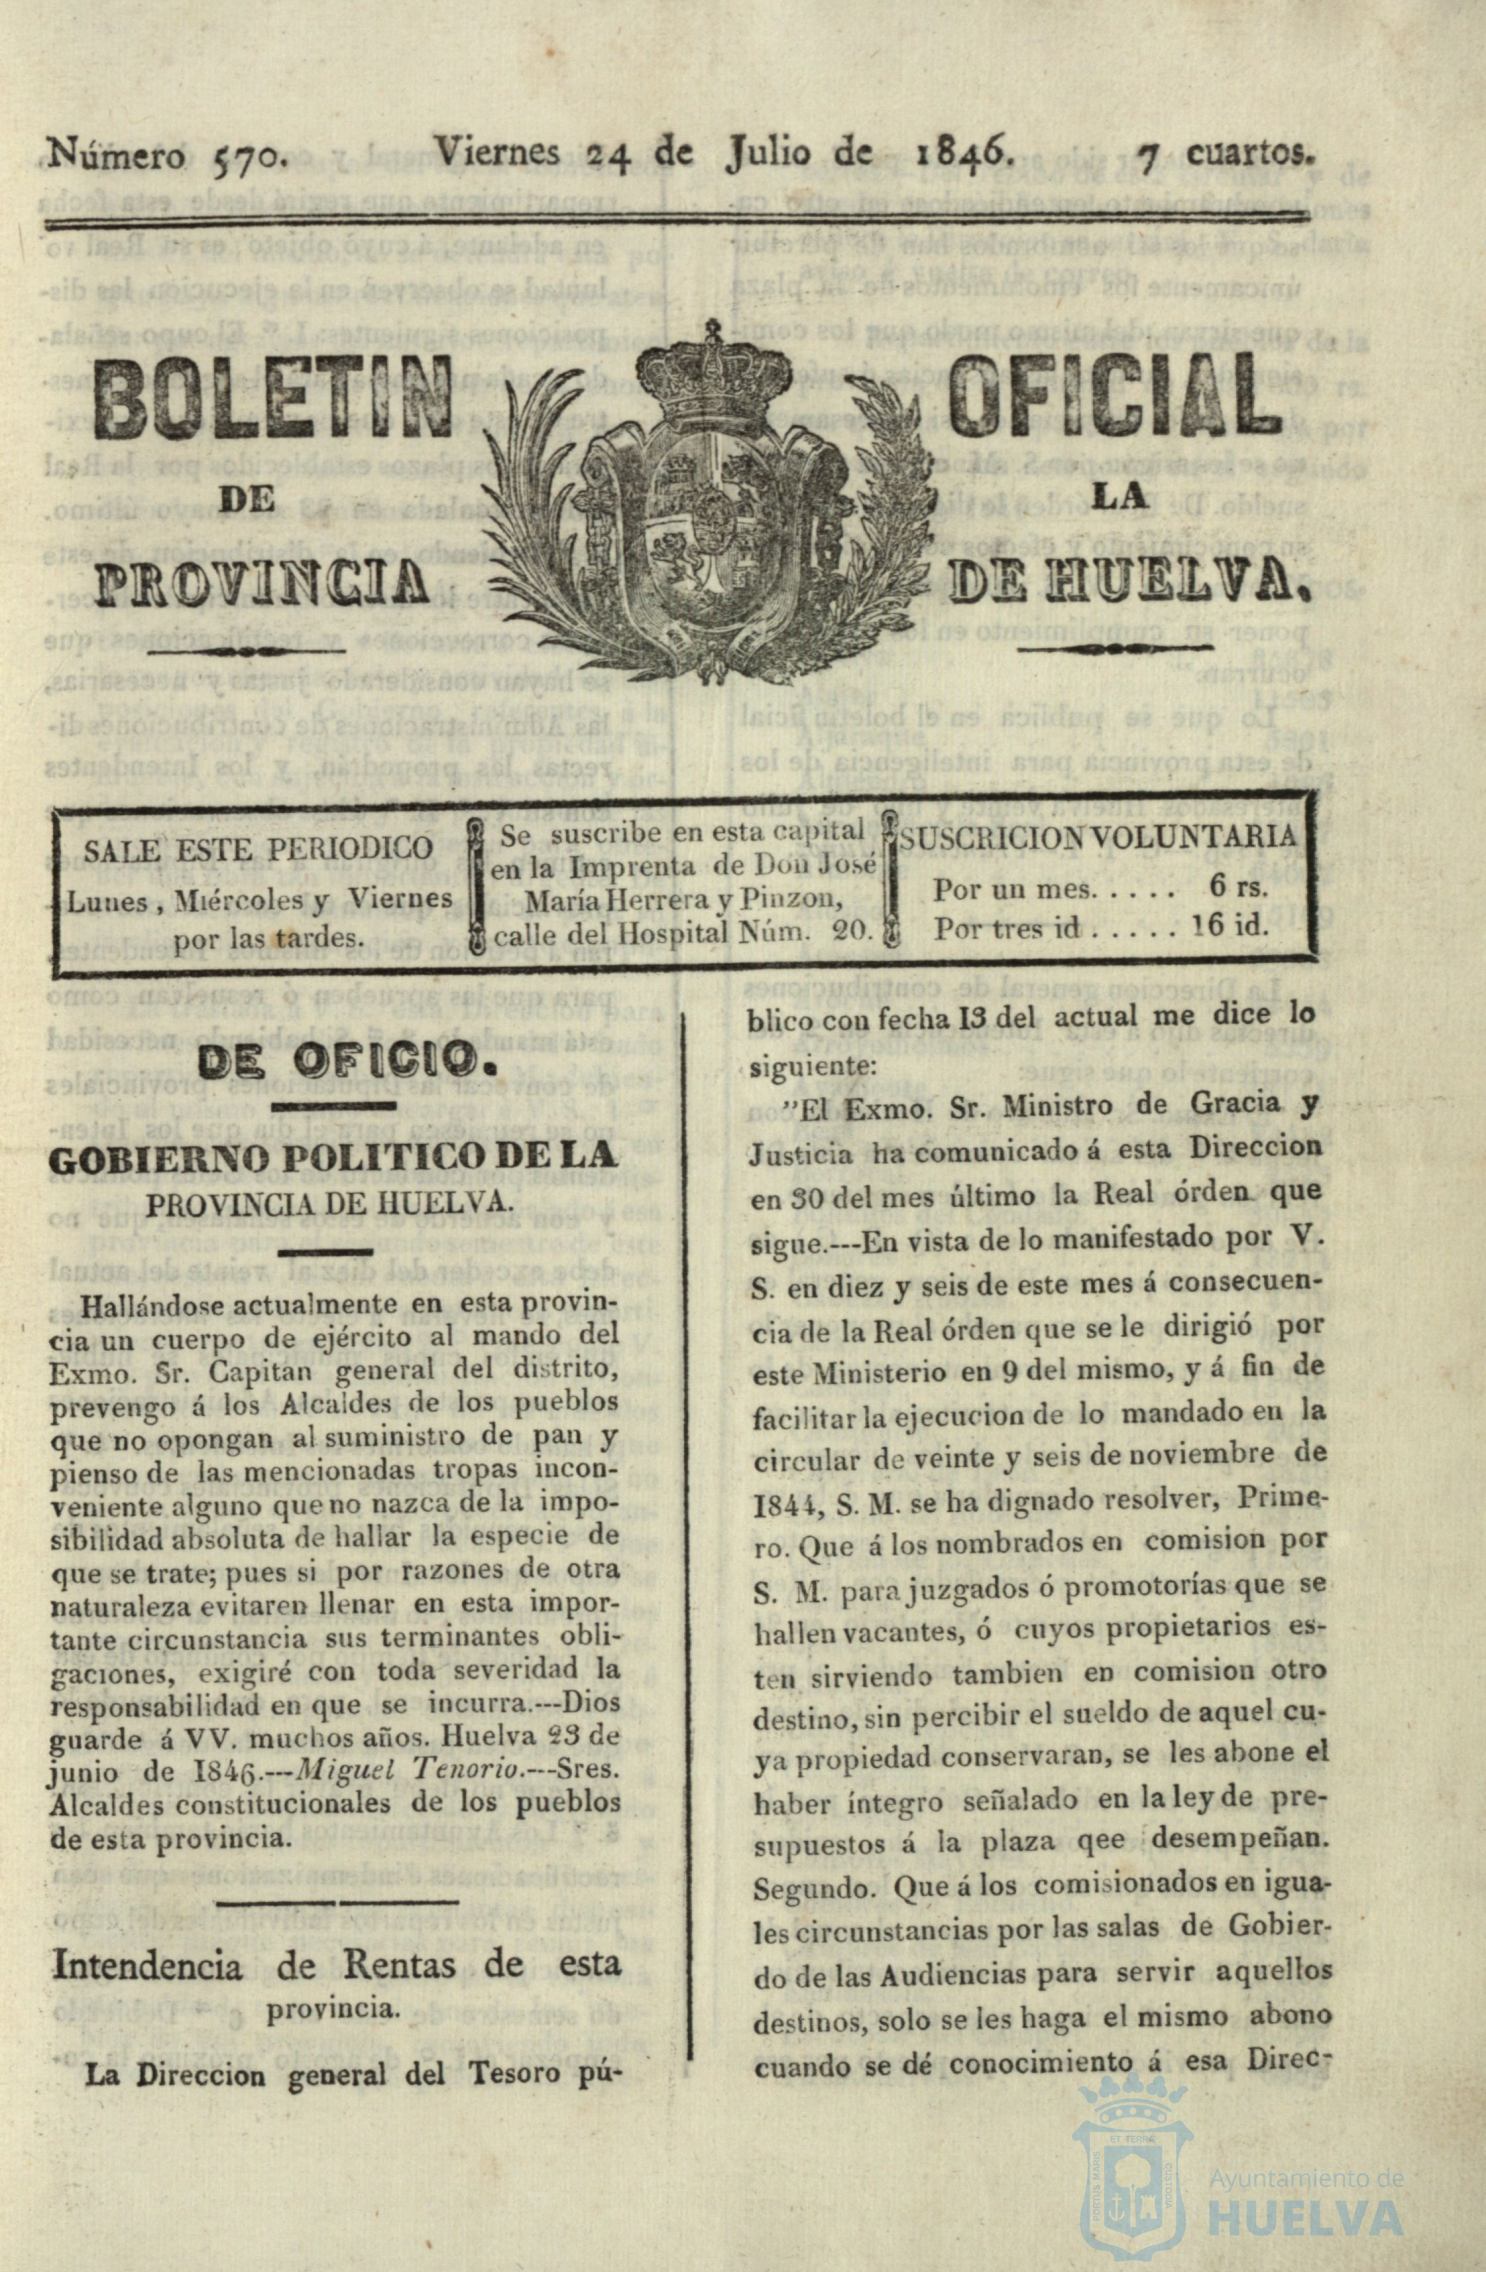 Número 570. Viernes 24 de Julio de 1846. 7 cuartos.
BOLETIN OFICIAL
DE LA
PROVINCIA DE HUELVA.
SALE ESTE PERIODICO
Lunes, Miércoles y Viernes
por las tardes.
Se suscribe en esta capital
en la Imprenta de Don José
María Herrera y Pinzon,
calle del Hospital Núm. 20.
SUSCRICION VOLUNTARIA
Por un mes. . . . . 6 rs.
Por tres id . . . . . 16 id.
DE OFICIO.
GOBIERNO POLITICO DE LA
PROVINCIA DE HUELVA.
Hallándose actualmente en esta provin-
cia un cuerpo de ejército al mando del
Exmo. Sr. Capitan general del distrito,
prevengo á los Alcaldes de los pueblos
que no opongan al suministro de pan y
pienso de las mencionadas tropas incon-
veniente alguno que no nazca de la impo-
sibilidad absoluta de hallar la especie de
que se trate; pues si por razones de otra
naturaleza evitaren llenar en esta impor-
tante circunstancia sus terminantes obli-
gaciones, exigiré con toda severidad la
responsabilidad en que se incurra.---Dios
guarde á VV. muchos años. Huelva 23 de
junio de 1846.---Miguel Tenorio.---Sres.
Alcaldes constitucionales de los pueblos
de esta provincia.
Intendencia de Rentas de esta
provincia.
La Direccion general del Tesoro pú-
blico con fecha 13 del actual me dice lo
siguiente:
"El Exmo. Sr. Ministro de Gracia y
Justicia ha comunicado á esta Direccion
en 30 del mes último la Real órden que
sigue.---En vista de lo manifestado por V.
S. en diez y seis de este mes á consecuen-
cia de la Real órden que se le dirigió por
este Ministerio en 9 del mismo, y á fin de
facilitar la ejecucion de lo mandado en la
circular de veinte y seis de noviembre de
1844, S. M. se ha dignado resolver, Prime-
ro. Que á los nombrados en comision por
S. M. para juzgados ó promotorías que se
hallen vacantes, ó cuyos propietarios es-
ten sirviendo tambien en comision otro
destino, sin percibir el sueldo de aquel cu-
ya propiedad conservaran, se les abone el
haber íntegro señalado en la ley de pre-
supuestos á la plaza qee desempeñan.
Segundo. Que á los comisionados en igua-
les circunstancias por las salas de Gobier-
do de las Audiencias para servir aquellos
destinos, solo se les haga el mismo abono
cuando se dé conocimiento á esa Direc-
ET TERRÆ
PORTUS MARIS
CUSTODIA
Ayuntamiento de
HUELVA